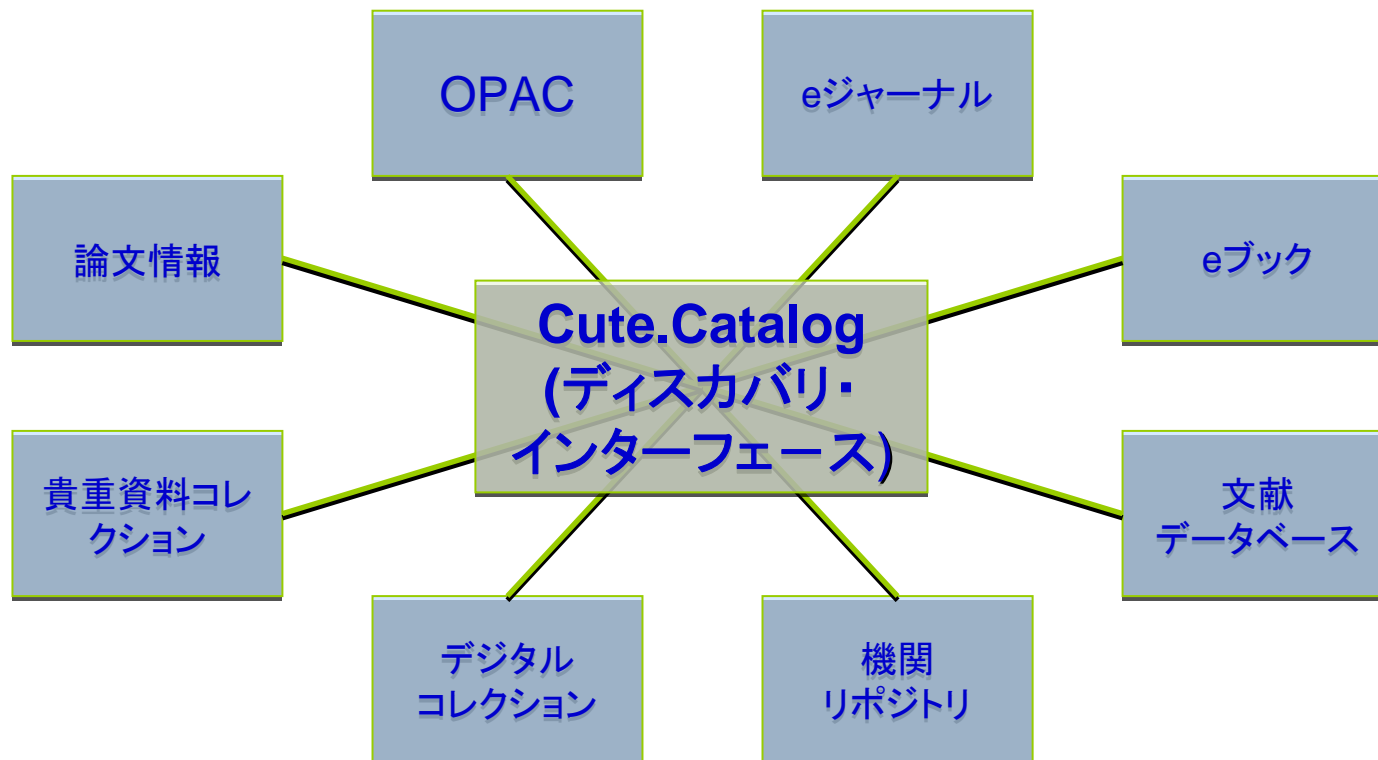 OPAC
eジャーナル
論文情報
eブック
Cute.Catalog
(ディスカバリ・
インターフェース)
貴重資料コレ
クション
文献
データベース
デジタル
コレクション
機関
リポジトリ